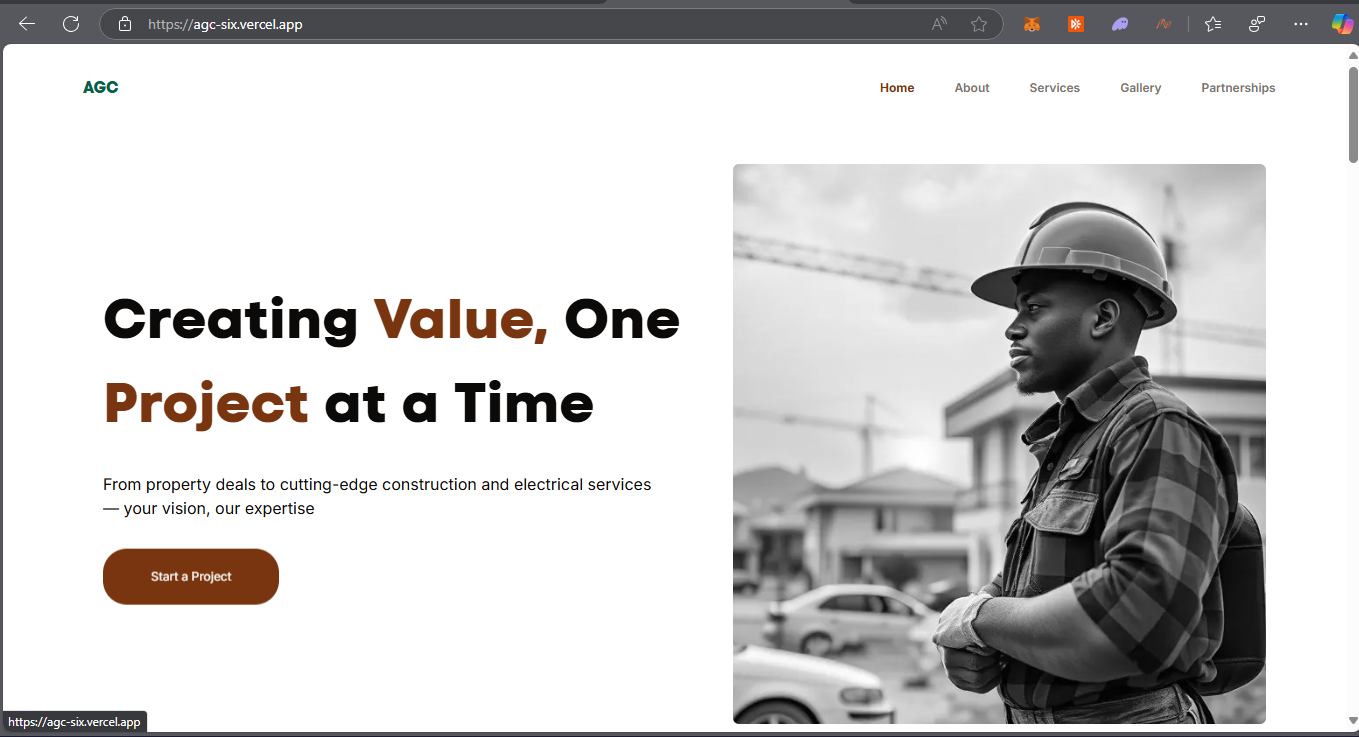 https://agc-six.vercel.app
AGC
Home
About
Services
Gallery
Partnerships
Creating Value, One
Project at a Time
From property deals to cutting-edge construction and electrical services
— your vision, our expertise
Start a Project
https://agc-six.vercel.app